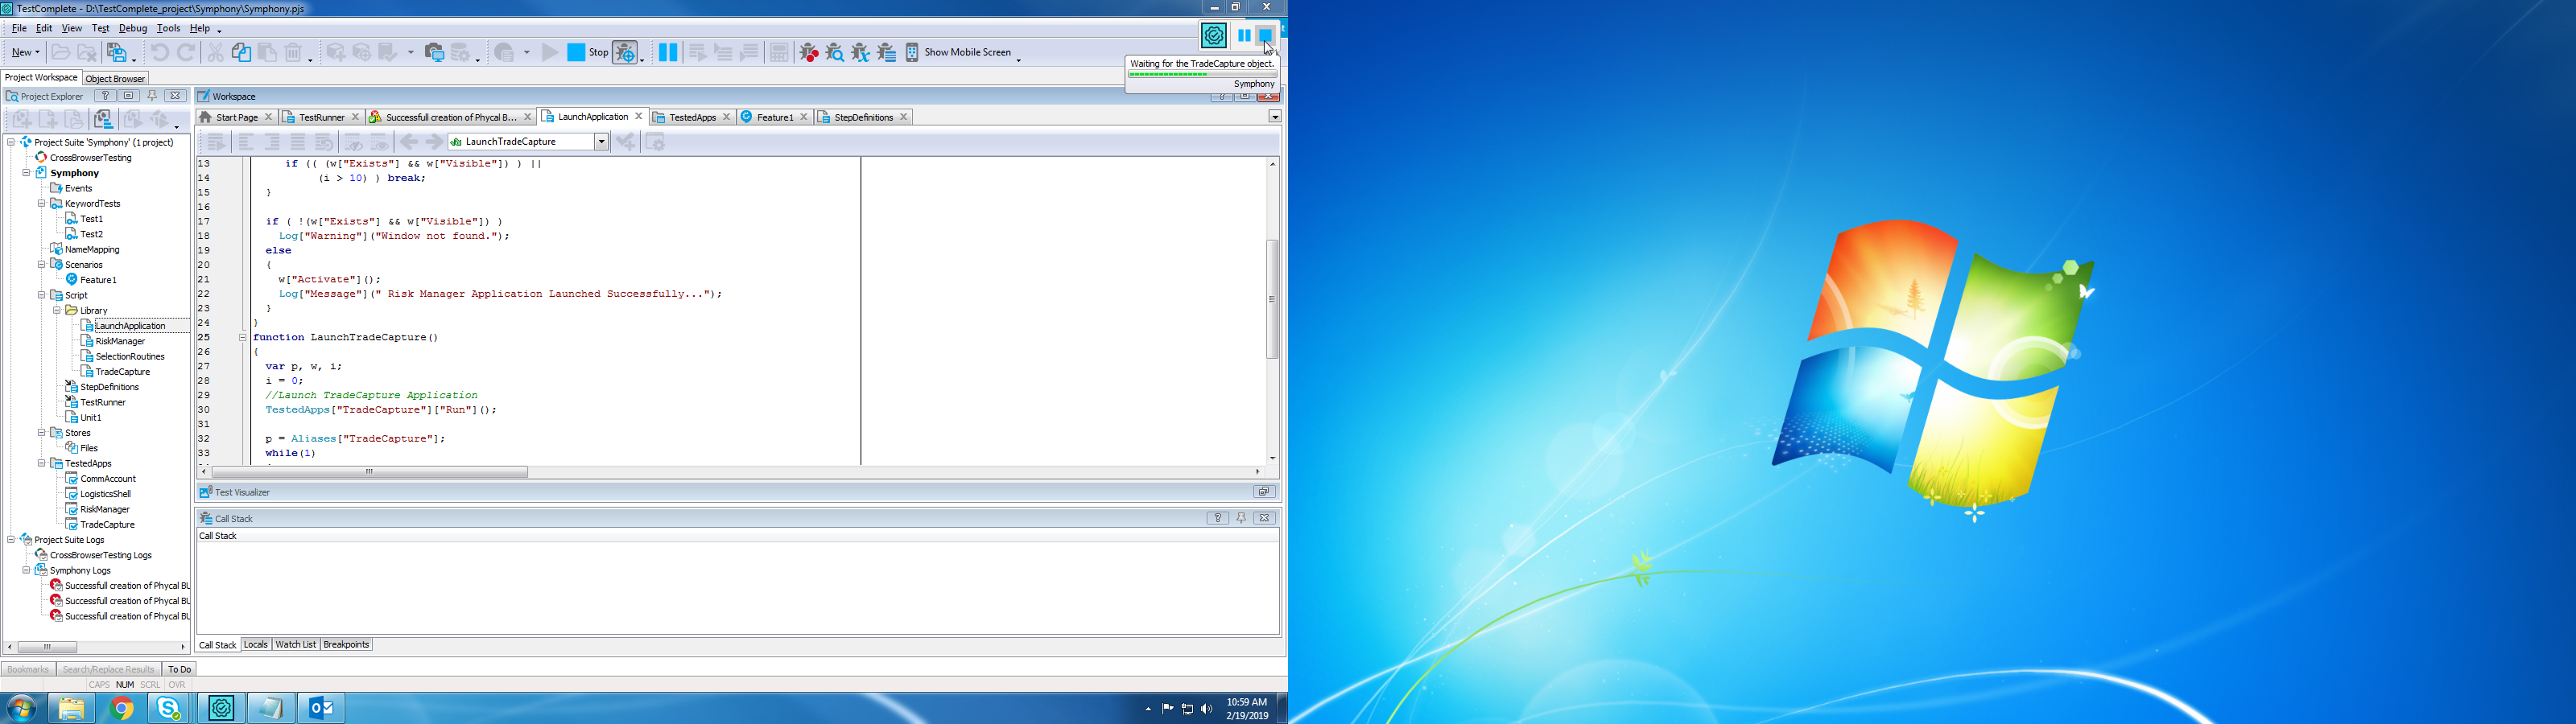 TestComplete - D:\TestComplete_project\Symphony\Symphony.pjs
File Edit View Test Debug Tools Help
New Stop Show Mobile Screen
Waiting for the TradeCapture object.
Symphony
Project Workspace Object Browser
Project Explorer
Workspace
Start Page TestRunner Successfull creation of Phycal B... LaunchApplication TestedApps Feature1 StepDefinitions
LaunchTradeCapture
Project Suite 'Symphony' (1 project)
CrossBrowserTesting
Symphony
Events
KeywordTests
Test1
Test2
NameMapping
Scenarios
Feature1
Script
Library
LaunchApplication
RiskManager
SelectionRoutines
TradeCapture
StepDefinitions
TestRunner
Unit1
Stores
Files
TestedApps
CommAccount
LogisticsShell
RiskManager
TradeCapture
Project Suite Logs
CrossBrowserTesting Logs
Symphony Logs
Successfull creation of Phycal BU
Successfull creation of Phycal BU
Successfull creation of Phycal BU
13 if (( (w["Exists"] && w["Visible"]) ) ||
14 (i > 10) ) break;
15 }
16
17 if ( !(w["Exists"] && w["Visible"]) )
18 Log["Warning"]("Window not found.");
19 else
20 {
21 w["Activate"]();
22 Log["Message"](" Risk Manager Application Launched Successfully...");
23 }
24 }
25 function LaunchTradeCapture()
26 {
27 var p, w, i;
28 i = 0;
29 //Launch TradeCapture Application
30 TestedApps["TradeCapture"]["Run"]();
31
32 p = Aliases["TradeCapture"];
33 while(1)
Test Visualizer
Call Stack
Call Stack
Call Stack Locals Watch List Breakpoints
Bookmarks Search/Replace Results To Do
CAPS NUM SCRL OVR
10:59 AM
2/19/2019